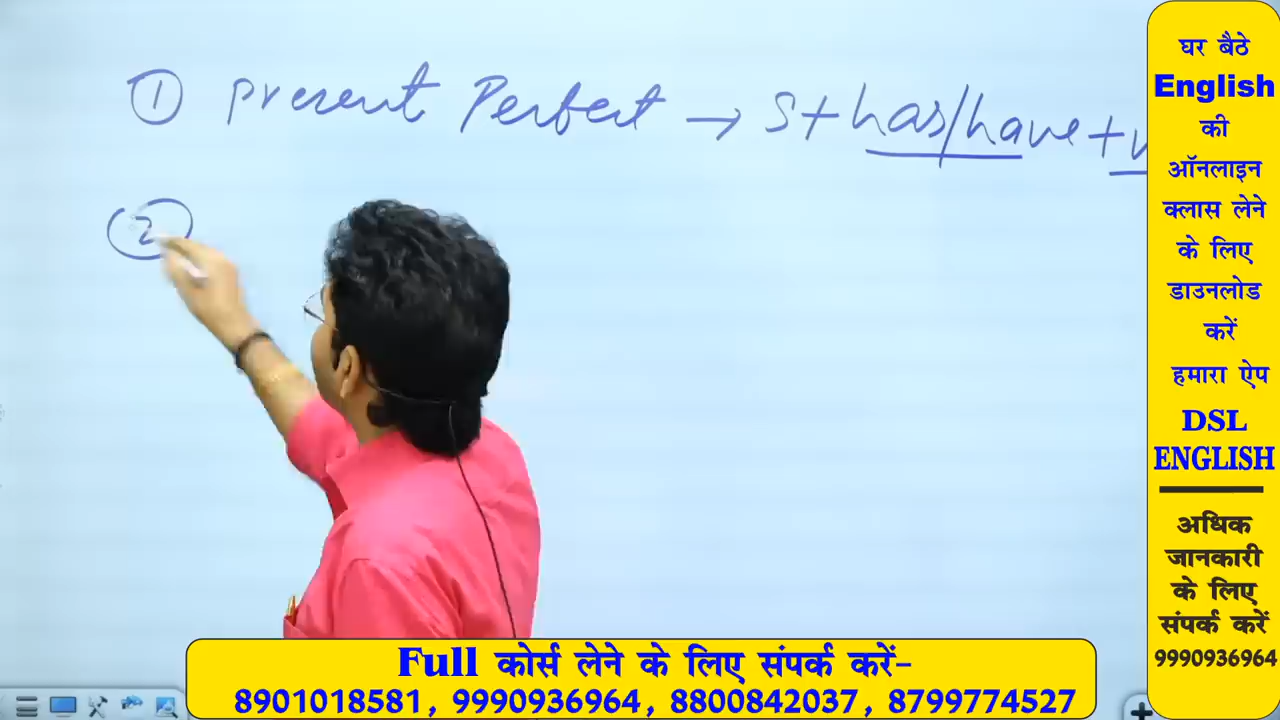 ① Present Perfect → S + has/have + v
②
घर बैठे
English
की
ऑनलाइन
क्लास लेने
के लिए
डाउनलोड
करें
हमारा ऐप
DSL
ENGLISH
अधिक
जानकारी
के लिए
संपर्क करें
9990936964
Full कोर्स लेने के लिए संपर्क करें-
8901018581, 9990936964, 8800842037, 8799774527